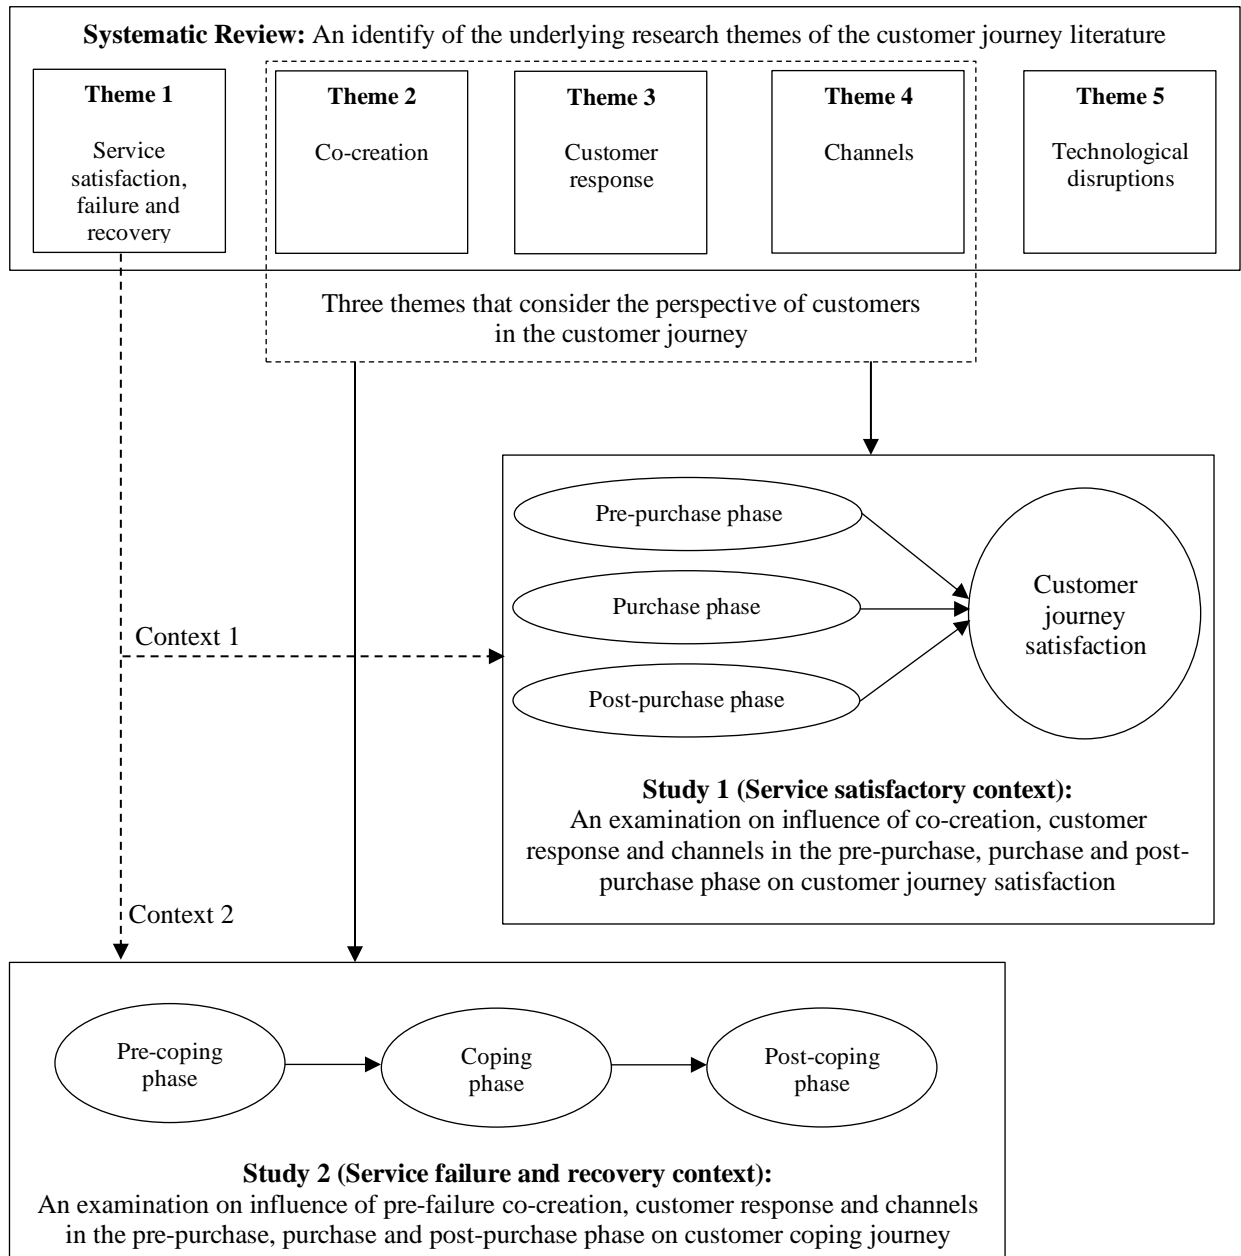 Systematic Review: An identify of the underlying research themes of the customer journey literature
Theme 1
Service
satisfaction,
failure and
recovery
Theme 2
Co-creation
Theme 3
Customer
response
Theme 4
Channels
Theme 5
Technological
disruptions
Three themes that consider the perspective of customers
in the customer journey
Context 1
Pre-purchase phase
Purchase phase
Post-purchase phase
Customer
journey
satisfaction
Study 1 (Service satisfactory context):
An examination on influence of co-creation, customer
response and channels in the pre-purchase, purchase and post-
purchase phase on customer journey satisfaction
Context 2
Pre-coping
phase
Coping
phase
Post-coping
phase
Study 2 (Service failure and recovery context):
An examination on influence of pre-failure co-creation, customer response and channels
in the pre-purchase, purchase and post-purchase phase on customer coping journey